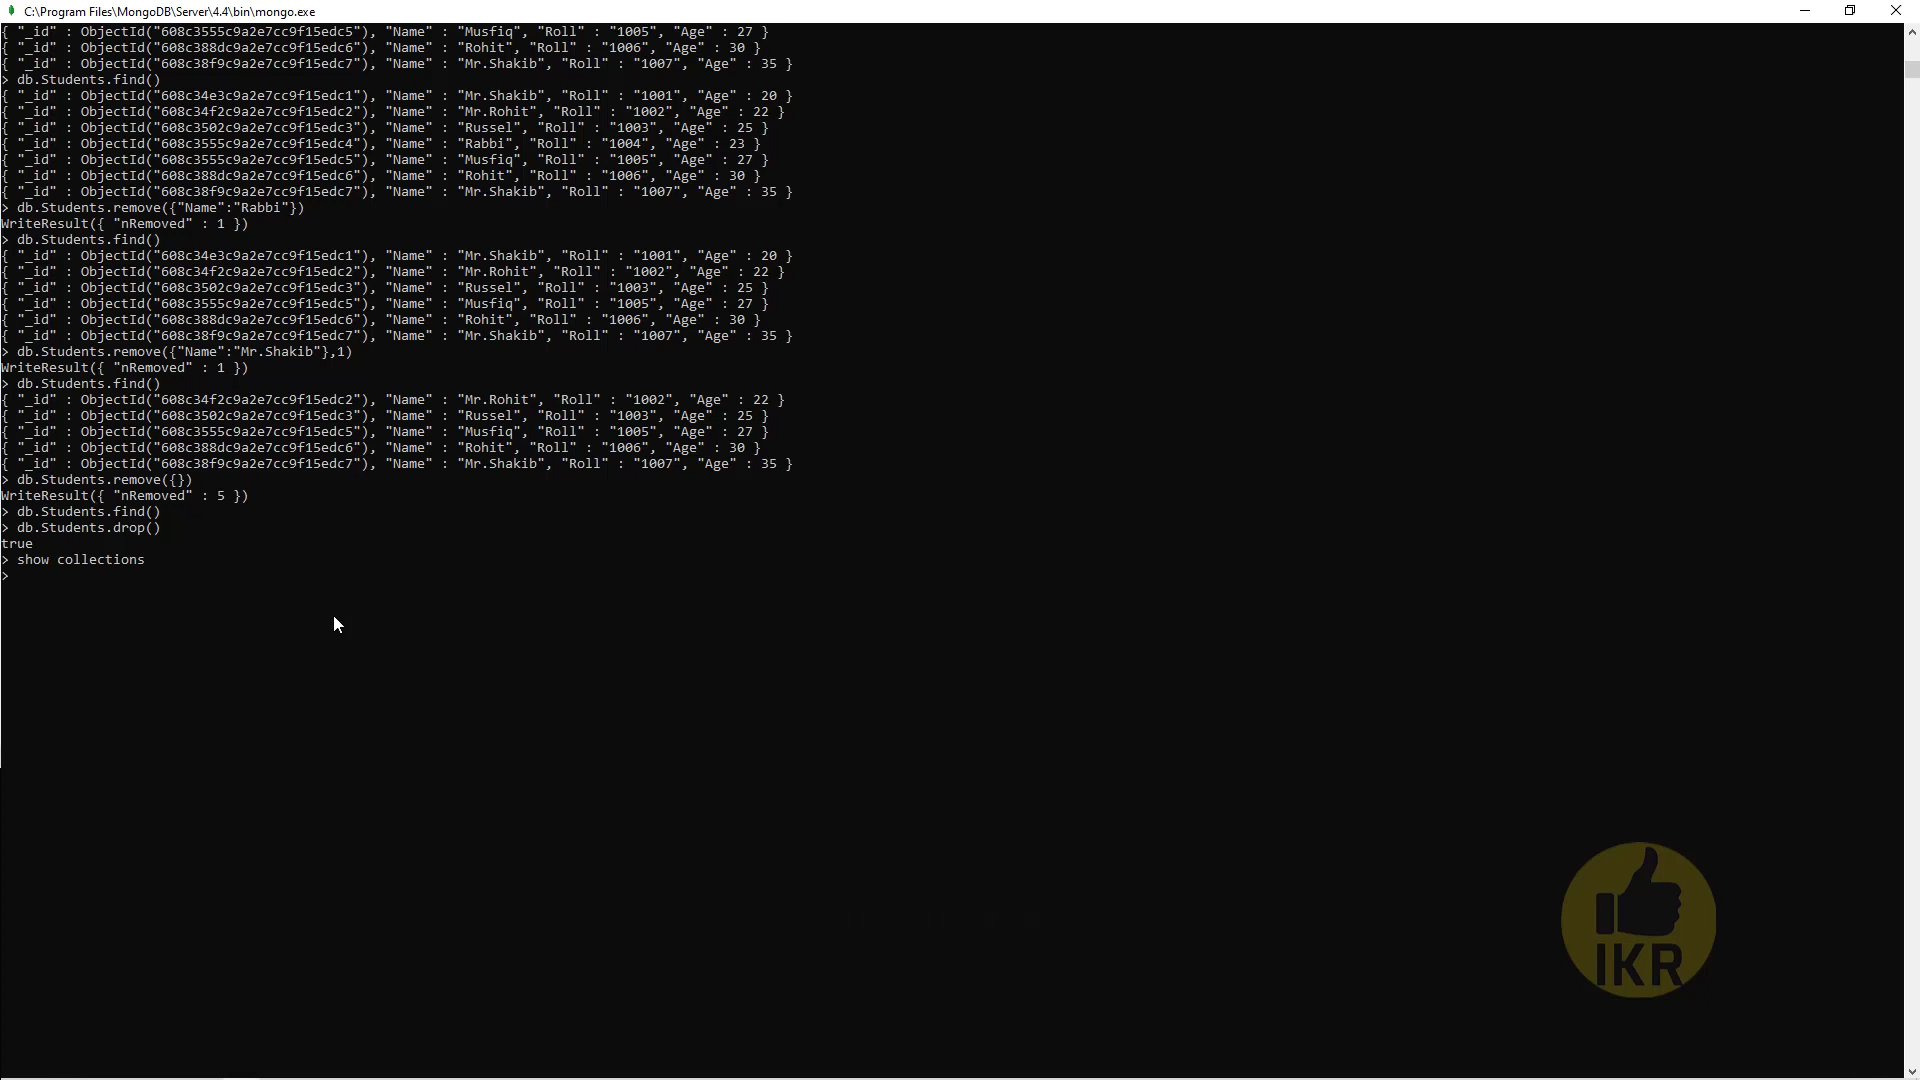 C:\Program Files\MongoDB\Server\4.4\bin\mongo.exe
{ "_id" : ObjectId("608c3555c9a2e7cc9f15edc5"), "Name" : "Musfiq", "Roll" : "1005", "Age" : 27 }
{ "_id" : ObjectId("608c388dc9a2e7cc9f15edc6"), "Name" : "Rohit", "Roll" : "1006", "Age" : 30 }
{ "_id" : ObjectId("608c38f9c9a2e7cc9f15edc7"), "Name" : "Mr.Shakib", "Roll" : "1007", "Age" : 35 }
> db.Students.find()
{ "_id" : ObjectId("608c34e3c9a2e7cc9f15edc1"), "Name" : "Mr.Shakib", "Roll" : "1001", "Age" : 20 }
{ "_id" : ObjectId("608c34f2c9a2e7cc9f15edc2"), "Name" : "Mr.Rohit", "Roll" : "1002", "Age" : 22 }
{ "_id" : ObjectId("608c3502c9a2e7cc9f15edc3"), "Name" : "Russel", "Roll" : "1003", "Age" : 25 }
{ "_id" : ObjectId("608c3555c9a2e7cc9f15edc4"), "Name" : "Rabbi", "Roll" : "1004", "Age" : 23 }
{ "_id" : ObjectId("608c3555c9a2e7cc9f15edc5"), "Name" : "Musfiq", "Roll" : "1005", "Age" : 27 }
{ "_id" : ObjectId("608c388dc9a2e7cc9f15edc6"), "Name" : "Rohit", "Roll" : "1006", "Age" : 30 }
{ "_id" : ObjectId("608c38f9c9a2e7cc9f15edc7"), "Name" : "Mr.Shakib", "Roll" : "1007", "Age" : 35 }
> db.Students.remove({"Name":"Rabbi"})
WriteResult({ "nRemoved" : 1 })
> db.Students.find()
{ "_id" : ObjectId("608c34e3c9a2e7cc9f15edc1"), "Name" : "Mr.Shakib", "Roll" : "1001", "Age" : 20 }
{ "_id" : ObjectId("608c34f2c9a2e7cc9f15edc2"), "Name" : "Mr.Rohit", "Roll" : "1002", "Age" : 22 }
{ "_id" : ObjectId("608c3502c9a2e7cc9f15edc3"), "Name" : "Russel", "Roll" : "1003", "Age" : 25 }
{ "_id" : ObjectId("608c3555c9a2e7cc9f15edc5"), "Name" : "Musfiq", "Roll" : "1005", "Age" : 27 }
{ "_id" : ObjectId("608c388dc9a2e7cc9f15edc6"), "Name" : "Rohit", "Roll" : "1006", "Age" : 30 }
{ "_id" : ObjectId("608c38f9c9a2e7cc9f15edc7"), "Name" : "Mr.Shakib", "Roll" : "1007", "Age" : 35 }
> db.Students.remove({"Name":"Mr.Shakib"},1)
WriteResult({ "nRemoved" : 1 })
> db.Students.find()
{ "_id" : ObjectId("608c34f2c9a2e7cc9f15edc2"), "Name" : "Mr.Rohit", "Roll" : "1002", "Age" : 22 }
{ "_id" : ObjectId("608c3502c9a2e7cc9f15edc3"), "Name" : "Russel", "Roll" : "1003", "Age" : 25 }
{ "_id" : ObjectId("608c3555c9a2e7cc9f15edc5"), "Name" : "Musfiq", "Roll" : "1005", "Age" : 27 }
{ "_id" : ObjectId("608c388dc9a2e7cc9f15edc6"), "Name" : "Rohit", "Roll" : "1006", "Age" : 30 }
{ "_id" : ObjectId("608c38f9c9a2e7cc9f15edc7"), "Name" : "Mr.Shakib", "Roll" : "1007", "Age" : 35 }
> db.Students.remove({})
WriteResult({ "nRemoved" : 5 })
> db.Students.find()
> db.Students.drop()
true
> show collections
>
IKR